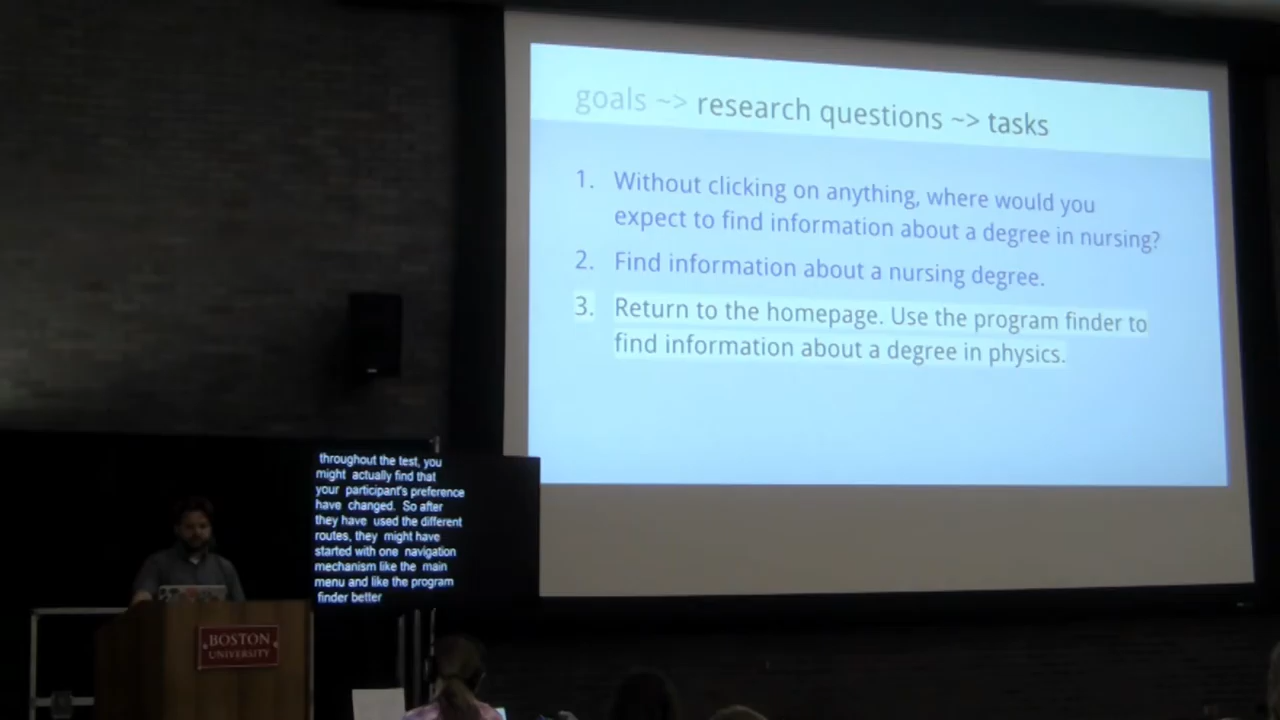 goals ~> research questions ~> tasks
1. Without clicking on anything, where would you
expect to find information about a degree in nursing?
2. Find information about a nursing degree.
3. Return to the homepage. Use the program finder to
find information about a degree in physics.
throughout the test, you
might actually find that
your participant's preference
have changed. So after
they have used the different
routes, they might have
started with one navigation
mechanism like the main
menu and like the program
finder better
BOSTON
UNIVERSITY